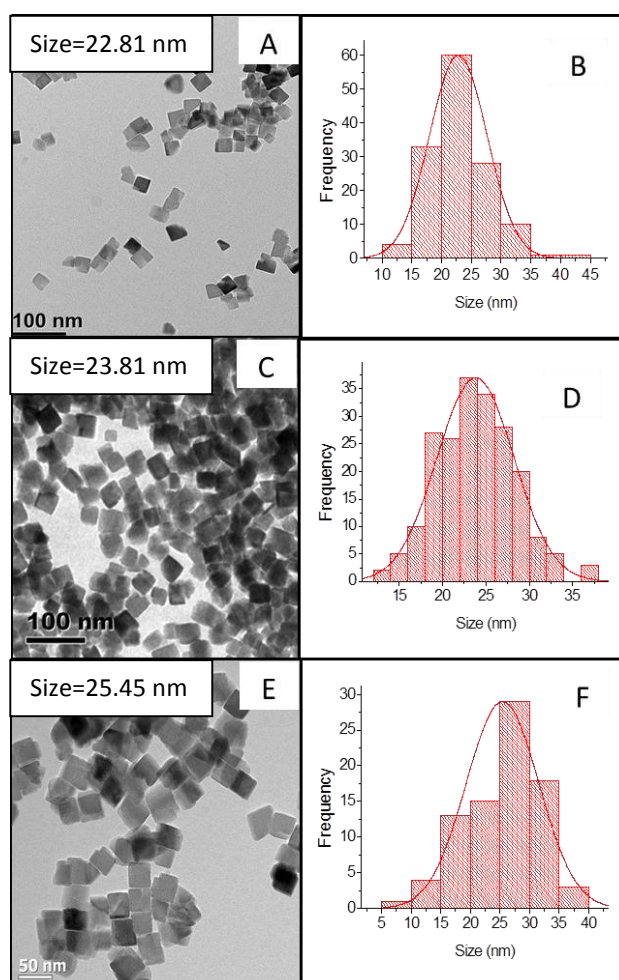 Size=22.81 nm
A
100 nm
B
60
50
40
30
20
10
0
Frequency
10 15 20 25 30 35 40 45
Size (nm)
Size=23.81 nm
C
100 nm
D
35
30
25
20
15
10
5
0
Frequency
15 20 25 30 35
Size (nm)
Size=25.45 nm
E
50 nm
F
30
25
20
15
10
5
0
Frequency
5 10 15 20 25 30 35 40
Size (nm)